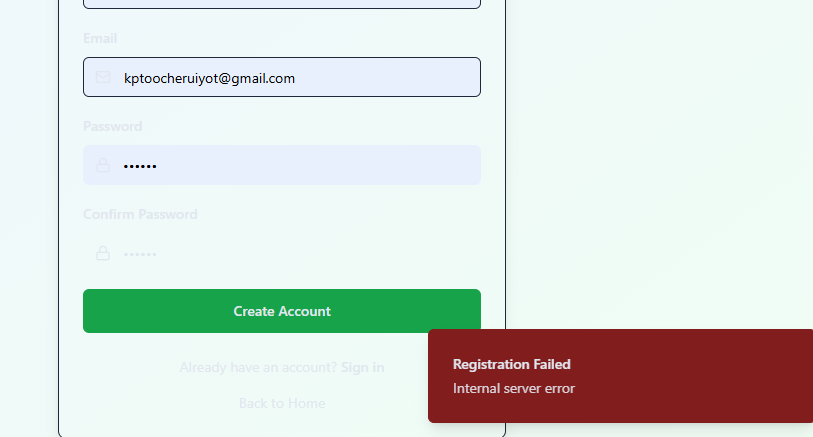 Email
kptoocheruiyot@gmail.com
Password
••••••
Confirm Password
••••••
Create Account
Already have an account? Sign in
Back to Home
Registration Failed
Internal server error